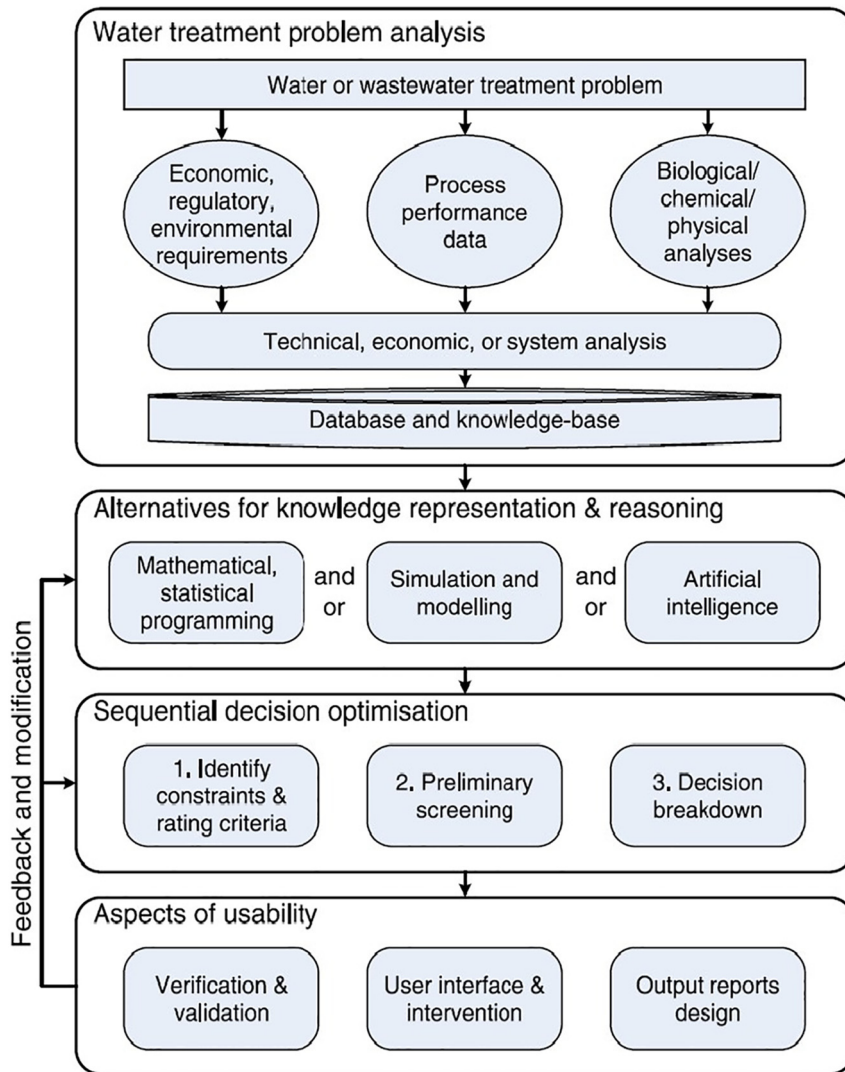 Water treatment problem analysis
Water or wastewater treatment problem
Economic,
regulatory,
environmental
requirements
Process
performance
data
Biological/
chemical/
physical
analyses
Technical, economic, or system analysis
Database and knowledge-base
Alternatives for knowledge representation & reasoning
Mathematical,
statistical
programming
and
or
Simulation and
modelling
and
or
Artificial
intelligence
Sequential decision optimisation
1. Identify
constraints &
rating criteria
2. Preliminary
screening
3. Decision
breakdown
Aspects of usability
Verification &
validation
User interface &
intervention
Output reports
design
Feedback and modification